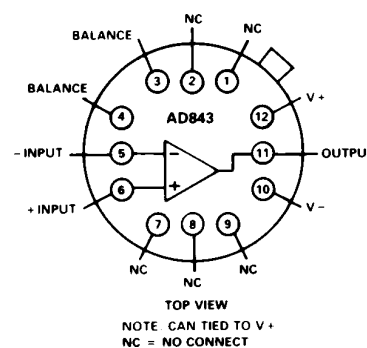 NC
BALANCE
NC
3
2
1
BALANCE
V+
4
AD843
12
-INPUT
5
-
11
OUTPU
+INPUT
6
+
10
V-
7
8
9
NC
NC
NC
TOP VIEW
NOTE. CAN TIED TO V+
NC = NO CONNECT